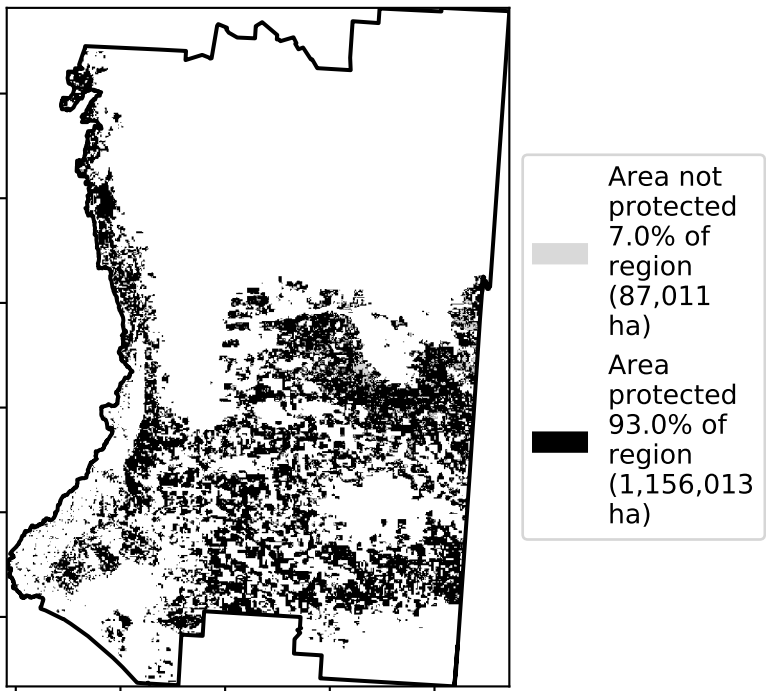 Area not
protected
7.0% of
region
(87,011
ha)
Area
protected
93.0% of
region
(1,156,013
ha)